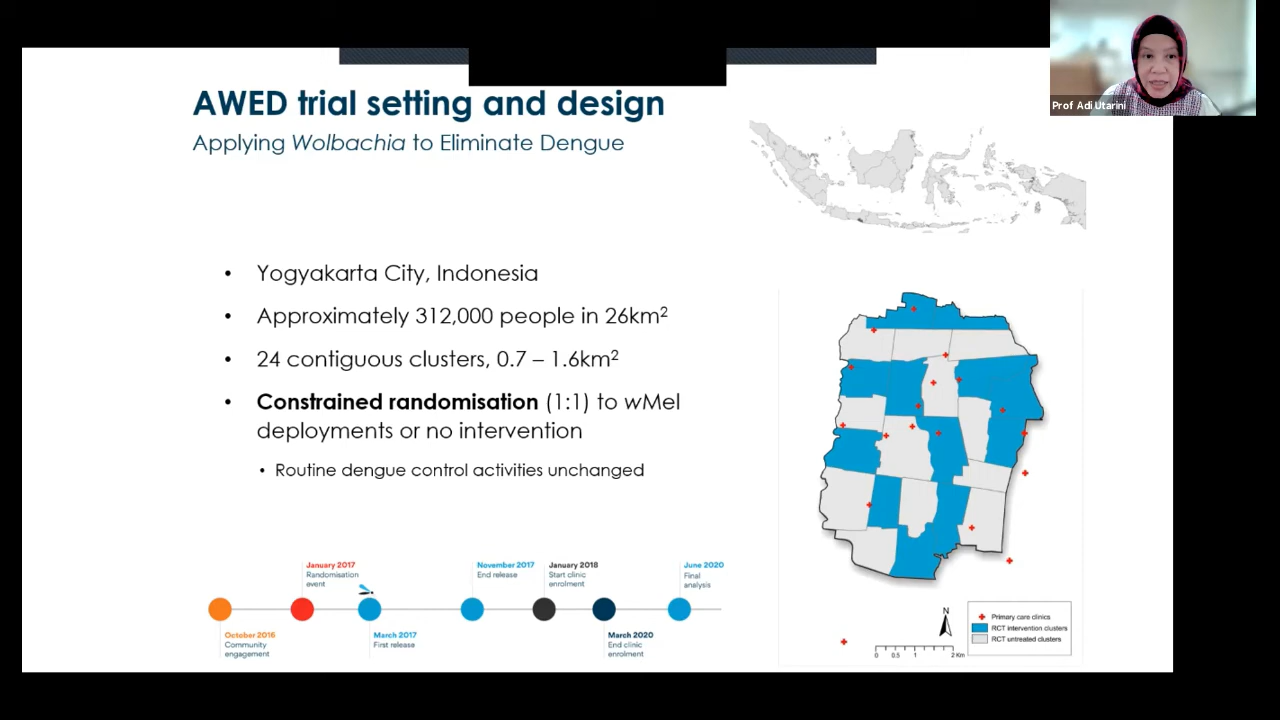 AWED trial setting and design
Applying Wolbachia to Eliminate Dengue
Prof Adi Utarini
• Yogyakarta City, Indonesia
• Approximately 312,000 people in 26km²
• 24 contiguous clusters, 0.7 – 1.6km²
• Constrained randomisation (1:1) to wMel
deployments or no intervention
• Routine dengue control activities unchanged
January 2017
Randomisation
event
November 2017
End release
January 2018
Start clinic
enrolment
June 2020
Final
analysis
October 2016
Community
engagement
March 2017
First release
March 2020
End clinic
enrolment
N
0 0.5 1 2 Km
Primary care clinics
RCT intervention clusters
RCT untreated clusters